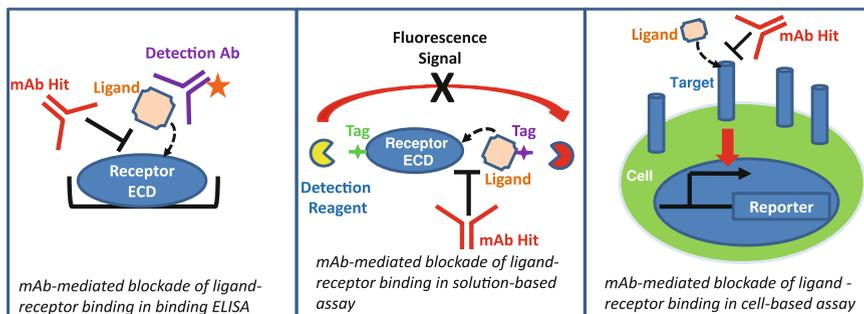 mAb Hit
Ligand
Detection Ab
Receptor
ECD
mAb-mediated blockade of ligand-
receptor binding in binding ELISA
Fluorescence
Signal
X
Tag
Receptor
ECD
Tag
Ligand
Detection
Reagent
mAb Hit
mAb-mediated blockade of ligand-
receptor binding in solution-based
assay
Ligand
mAb Hit
Target
Cell
Reporter
mAb-mediated blockade of ligand -
receptor binding in cell-based assay